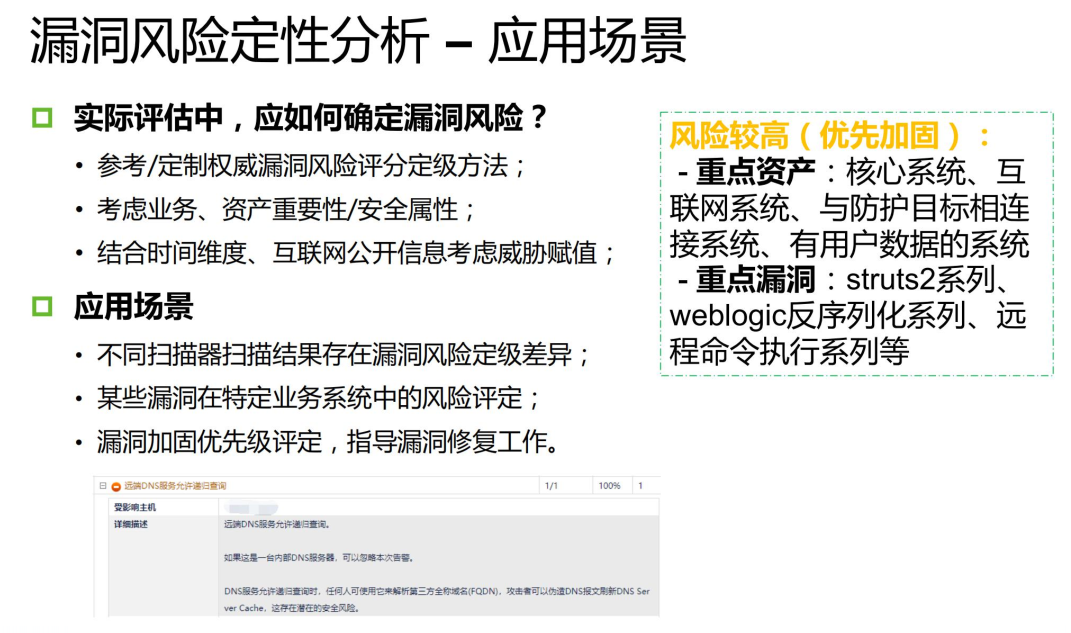 漏洞风险定性分析 – 应用场景
实际评估中，应如何确定漏洞风险？
• 参考/定制权威漏洞风险评分定级方法；
• 考虑业务、资产重要性/安全属性；
• 结合时间维度、互联网公开信息考虑威胁赋值；
应用场景
• 不同扫描器扫描结果存在漏洞风险定级差异；
• 某些漏洞在特定业务系统中的风险评定；
• 漏洞加固优先级评定，指导漏洞修复工作。
风险较高（优先加固）：
- 重点资产：核心系统、互
联网系统、与防护目标相连
接系统、有用户数据的系统
- 重点漏洞：struts2系列、
weblogic反序列化系列、远
程命令执行系列等
远端DNS服务允许递归查询 1/1 100% 1
受影响主机
详细描述 远端DNS服务允许递归查询。
如果这是一台内部DNS服务器，可以忽略本次告警。
DNS服务允许递归查询时，任何人可使用它来解析第三方全称域名(FQDN)，攻击者可以伪造DNS报文刷新DNS Ser
ver Cache，这存在潜在的安全风险。